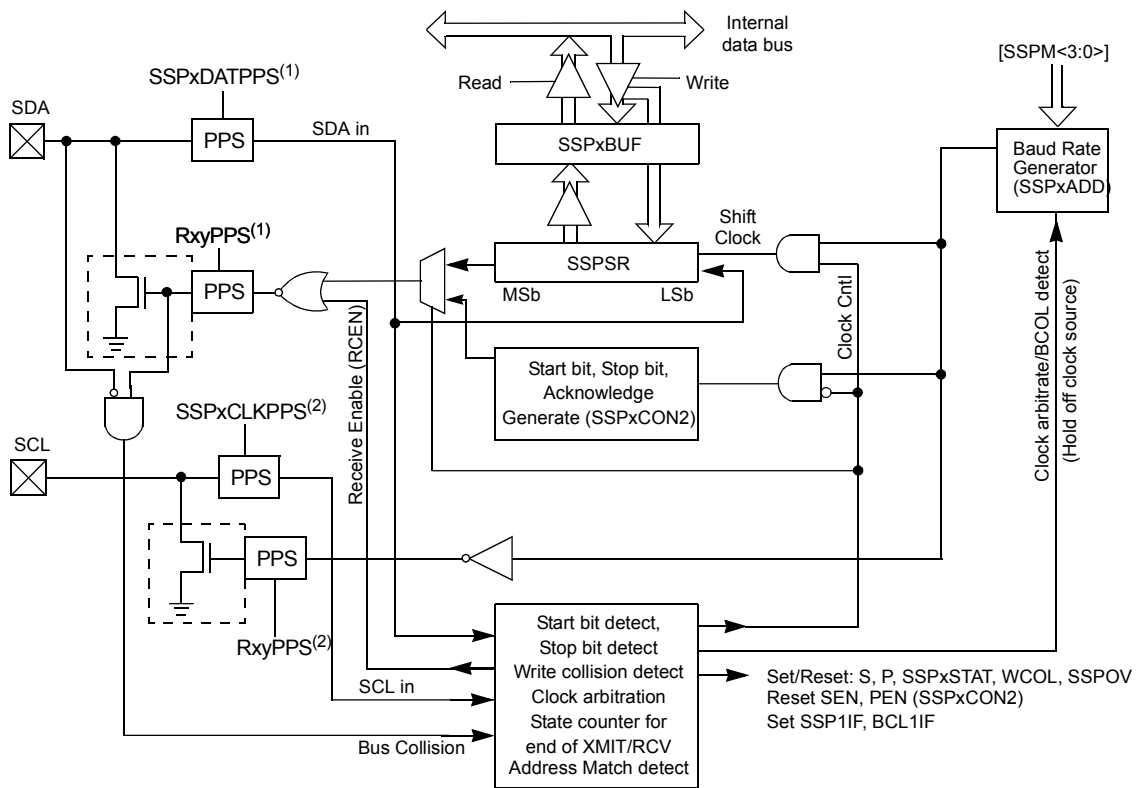 Internal
data bus
[SSPM<3:0>]
SSPxDATPPS(1)
Read
Write
SDA
PPS
SDA in
SSPxBUF
Baud Rate
Generator
(SSPxADD)
RxyPPS(1)
Shift
Clock
PPS
SSPSR
MSb
LSb
Receive Enable (RCEN)
Clock Cntl
Clock arbitrate/BCOL detect
(Hold off clock source)
Start bit, Stop bit,
Acknowledge
Generate (SSPxCON2)
SSPxCLKPPS(2)
SCL
PPS
PPS
RxyPPS(2)
SCL in
Bus Collision
Start bit detect,
Stop bit detect
Write collision detect
Clock arbitration
State counter for
end of XMIT/RCV
Address Match detect
Set/Reset: S, P, SSPxSTAT, WCOL, SSPOV
Reset SEN, PEN (SSPxCON2)
Set SSP1IF, BCL1IF